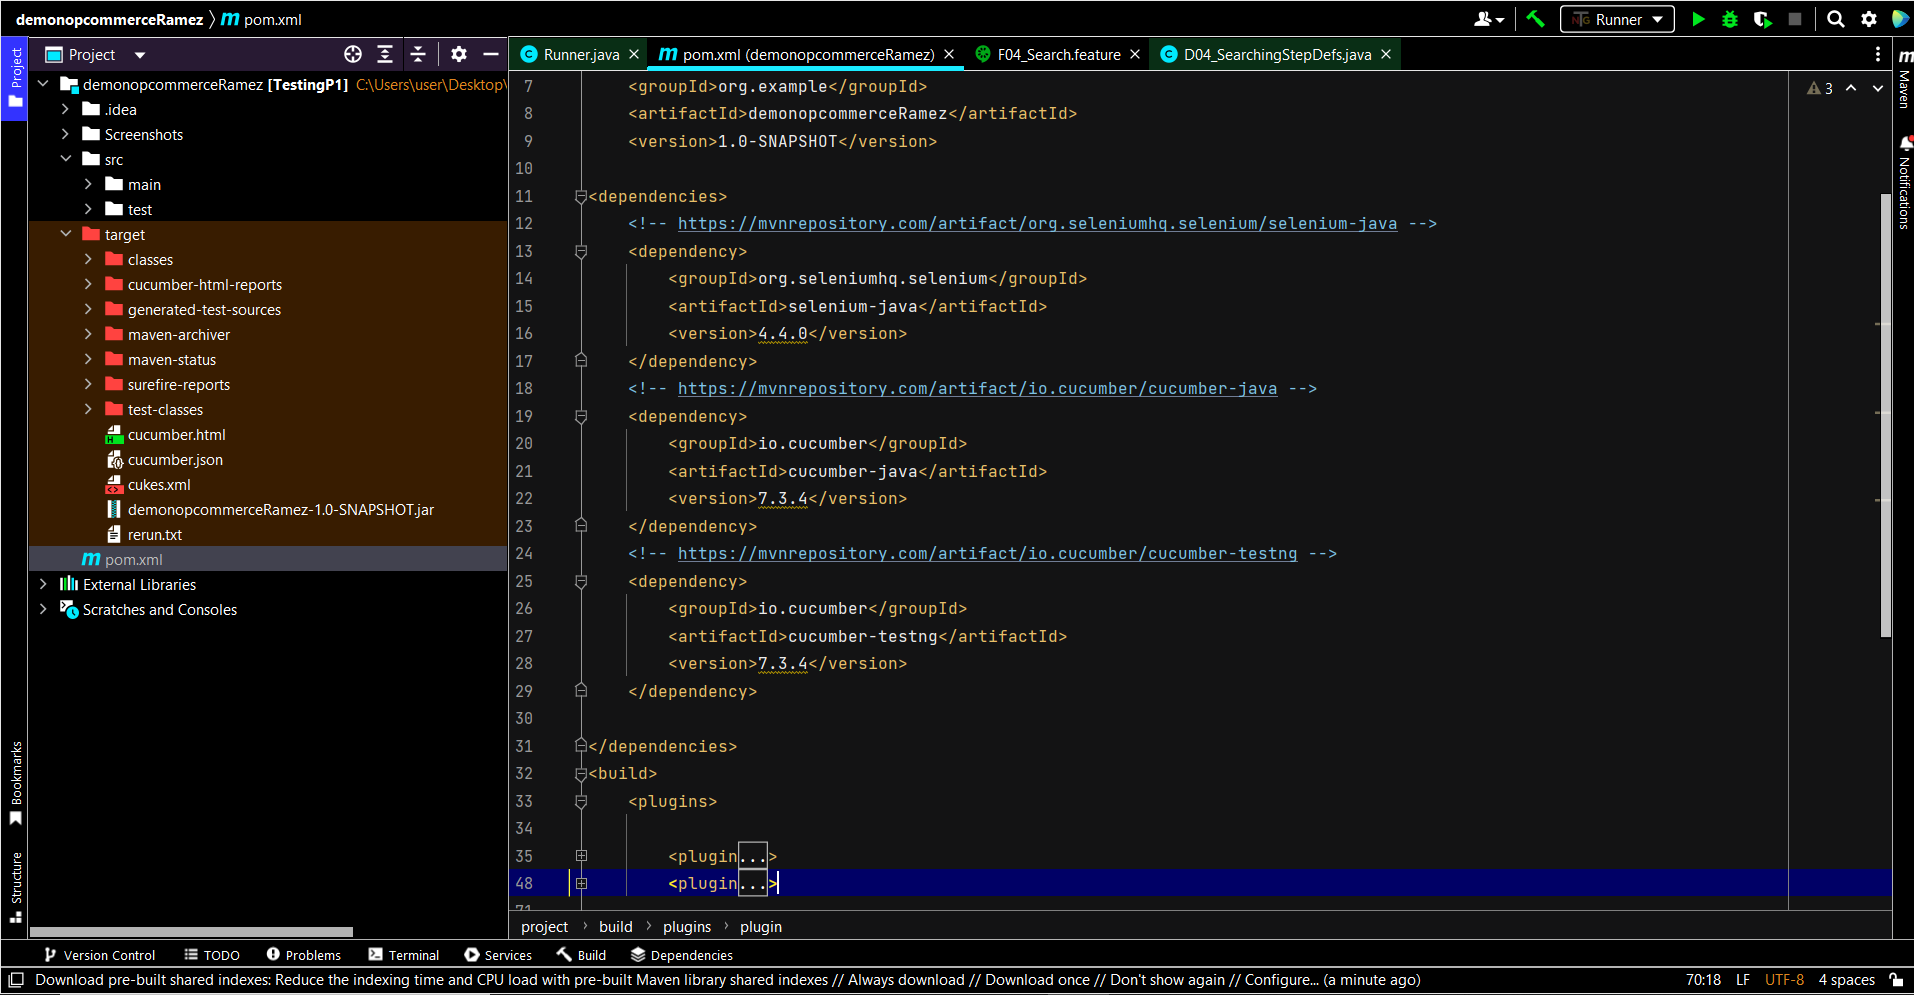 demonopcommerceRamez 〉 m pom.xml
Runner
Project
Project
Runner.java
pom.xml (demonopcommerceRamez)
F04_Search.feature
D04_SearchingStepDefs.java
Maven
Notifications
3
demonopcommerceRamez [TestingP1] C:\Users\user\Desktop\
.idea
Screenshots
src
main
test
target
classes
cucumber-html-reports
generated-test-sources
maven-archiver
maven-status
surefire-reports
test-classes
cucumber.html
cucumber.json
cukes.xml
demonopcommerceRamez-1.0-SNAPSHOT.jar
rerun.txt
pom.xml
External Libraries
Scratches and Consoles
Bookmarks
Structure
7 <groupId>org.example</groupId>
8 <artifactId>demonopcommerceRamez</artifactId>
9 <version>1.0-SNAPSHOT</version>
10
11 <dependencies>
12 <!-- https://mvnrepository.com/artifact/org.seleniumhq.selenium/selenium-java -->
13 <dependency>
14 <groupId>org.seleniumhq.selenium</groupId>
15 <artifactId>selenium-java</artifactId>
16 <version>4.4.0</version>
17 </dependency>
18 <!-- https://mvnrepository.com/artifact/io.cucumber/cucumber-java -->
19 <dependency>
20 <groupId>io.cucumber</groupId>
21 <artifactId>cucumber-java</artifactId>
22 <version>7.3.4</version>
23 </dependency>
24 <!-- https://mvnrepository.com/artifact/io.cucumber/cucumber-testng -->
25 <dependency>
26 <groupId>io.cucumber</groupId>
27 <artifactId>cucumber-testng</artifactId>
28 <version>7.3.4</version>
29 </dependency>
30
31 </dependencies>
32 <build>
33 <plugins>
34
35 <plugin...>
48 <plugin...>
71
project › build › plugins › plugin
Version Control TODO Problems Terminal Services Build Dependencies
Download pre-built shared indexes: Reduce the indexing time and CPU load with pre-built Maven library shared indexes // Always download // Download once // Don't show again // Configure... (a minute ago) 70:18 LF UTF-8 4 spaces